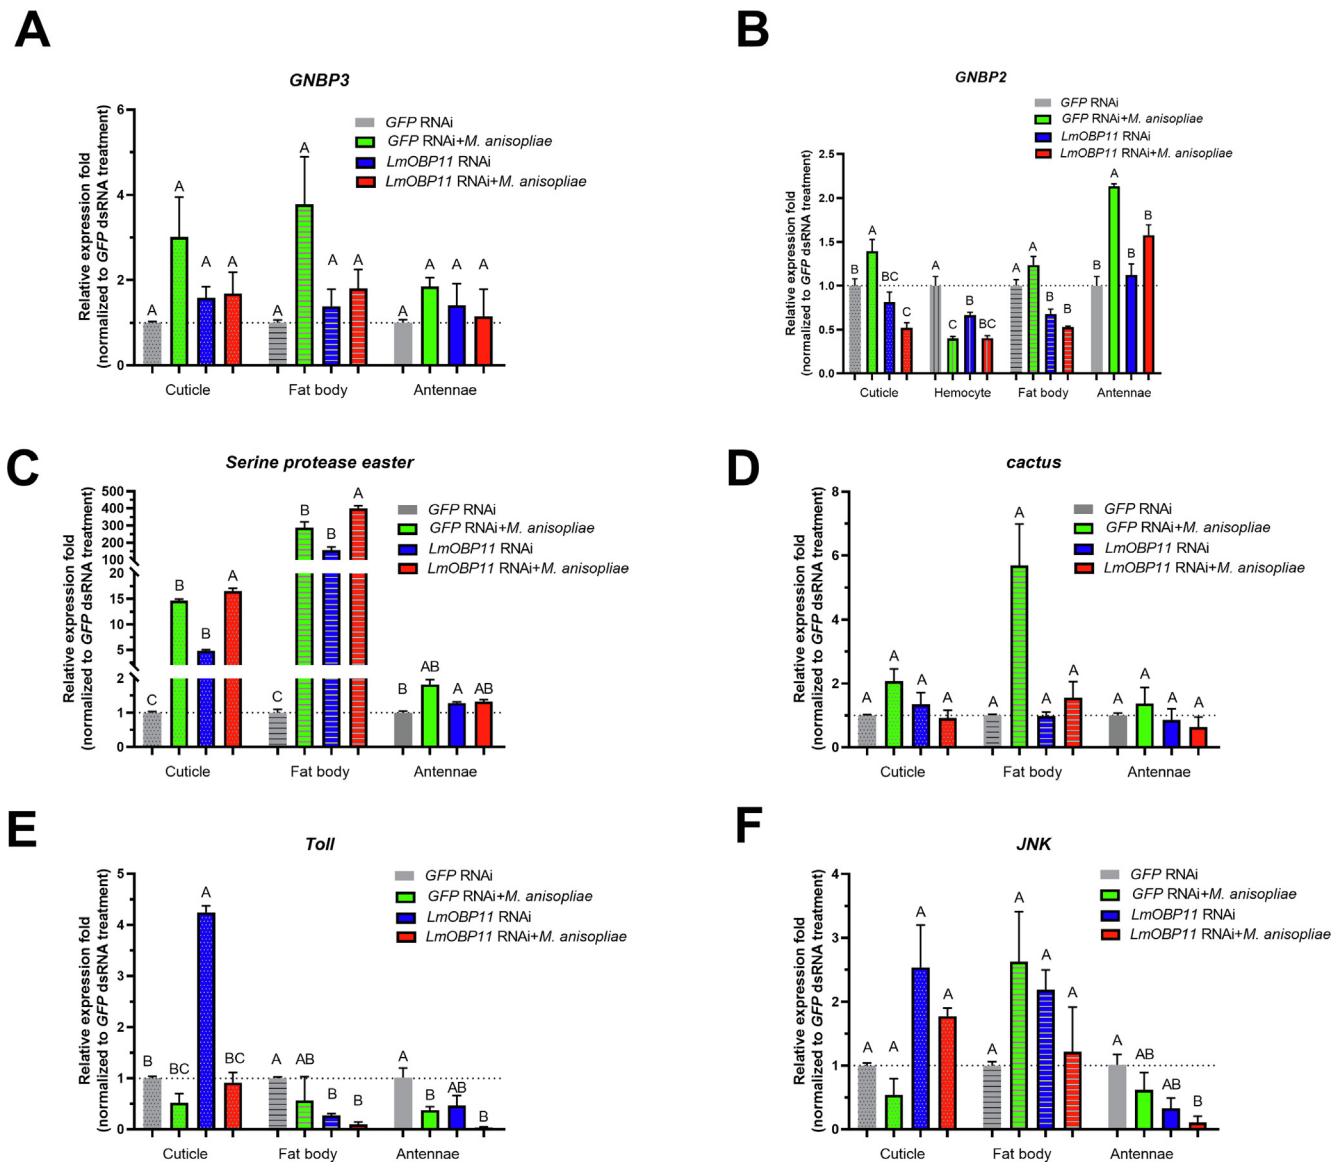 A
GNBP3
Relative expression fold
(normalized to GFP dsRNA treatment)
6
4
2
0
GFP RNAi
GFP RNAi+M. anisopliae
LmOBP11 RNAi
LmOBP11 RNAi+M. anisopliae
A A A A
A A A A
A A A A
Cuticle Fat body Antennae
B
GNBP2
Relative expression fold
(normalized to GFP dsRNA treatment)
2.5
2.0
1.5
1.0
0.5
0.0
GFP RNAi
GFP RNAi+M. anisopliae
LmOBP11 RNAi
LmOBP11 RNAi+M. anisopliae
B A BC C
A C B BC
A A B B
B A B B
Cuticle Hemocyte Fat body Antennae
C
Serine protease easter
Relative expression fold
(normalized to GFP dsRNA treatment)
500
400
300
200
100
20
15
10
5
2
1
0
GFP RNAi
GFP RNAi+M. anisopliae
LmOBP11 RNAi
LmOBP11 RNAi+M. anisopliae
C B B A
C B B A
B AB A AB
Cuticle Fat body Antennae
D
cactus
Relative expression fold
(normalized to GFP dsRNA treatment)
8
6
4
2
0
GFP RNAi
GFP RNAi+M. anisopliae
LmOBP11 RNAi
LmOBP11 RNAi+M. anisopliae
A A A A
A A A A
A A A A
Cuticle Fat body Antennae
E
Toll
Relative expression fold
(normalized to GFP dsRNA treatment)
5
4
3
2
1
0
GFP RNAi
GFP RNAi+M. anisopliae
LmOBP11 RNAi
LmOBP11 RNAi+M. anisopliae
B BC A BC
A AB B B
A B AB B
Cuticle Fat body Antennae
F
JNK
Relative expression fold
(normalized to GFP dsRNA treatment)
4
3
2
1
0
GFP RNAi
GFP RNAi+M. anisopliae
LmOBP11 RNAi
LmOBP11 RNAi+M. anisopliae
A A A A
A A A A
A AB AB B
Cuticle Fat body Antennae